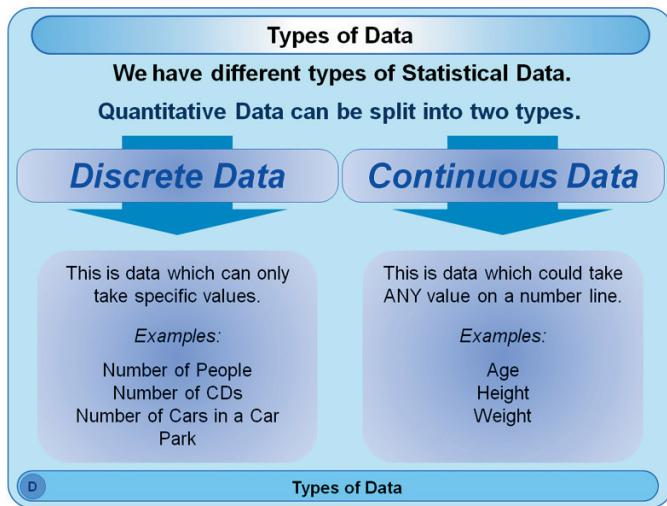 Types of Data
We have different types of Statistical Data.
Quantitative Data can be split into two types.
Discrete Data
This is data which can only
take specific values.
Examples:
Number of People
Number of CDs
Number of Cars in a Car
Park
Continuous Data
This is data which could take
ANY value on a number line.
Examples:
Age
Height
Weight
D
Types of Data